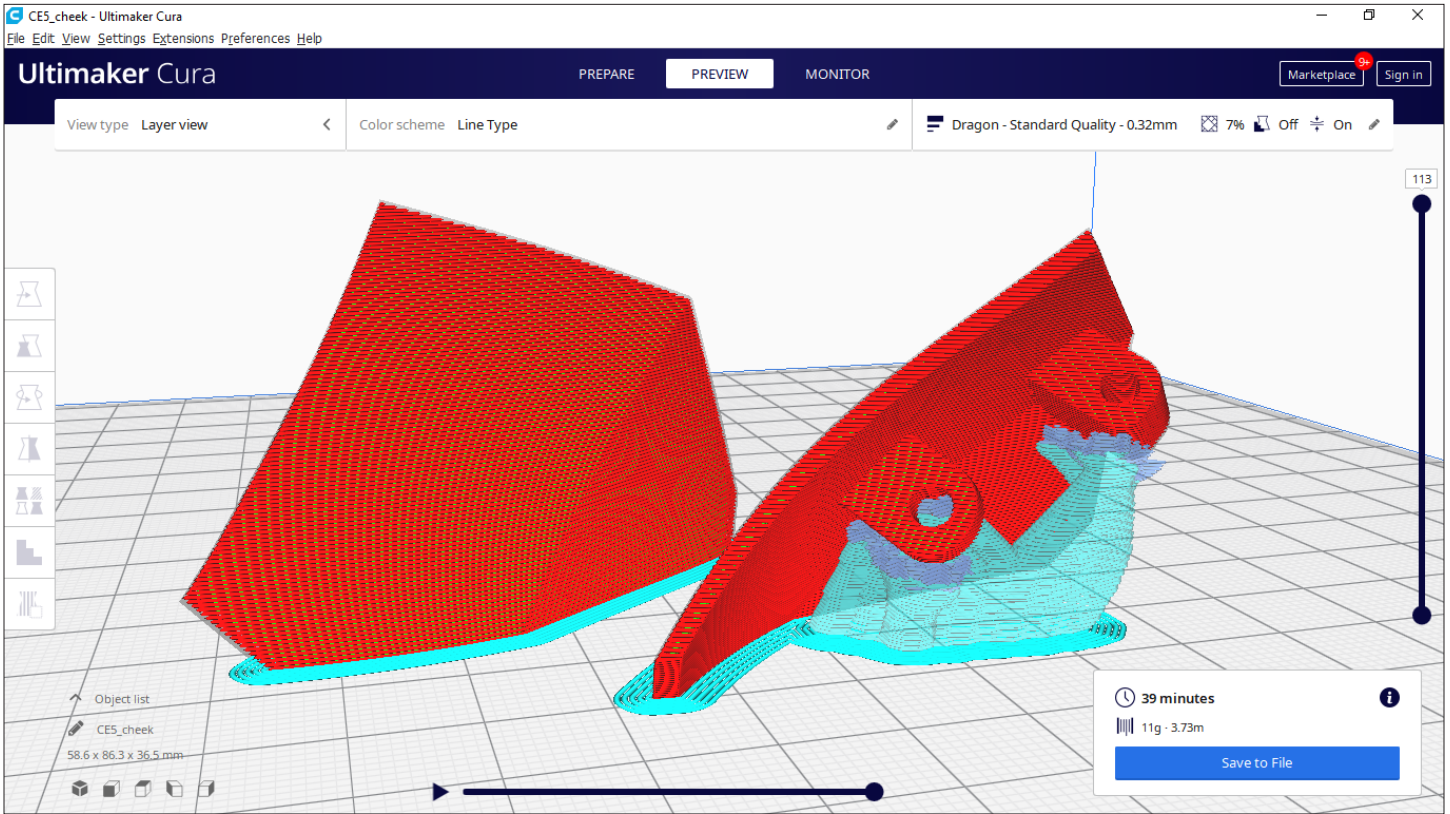 CE5_cheek - Ultimaker Cura
File Edit View Settings Extensions Preferences Help
Ultimaker Cura
PREPARE
PREVIEW
MONITOR
Marketplace
9+
Sign in
View type Layer view
Color scheme Line Type
Dragon - Standard Quality - 0.32mm
7%
Off
On
113
Object list
CE5_cheek
58.6 x 86.3 x 36.5 mm
39 minutes
11g · 3.73m
Save to File